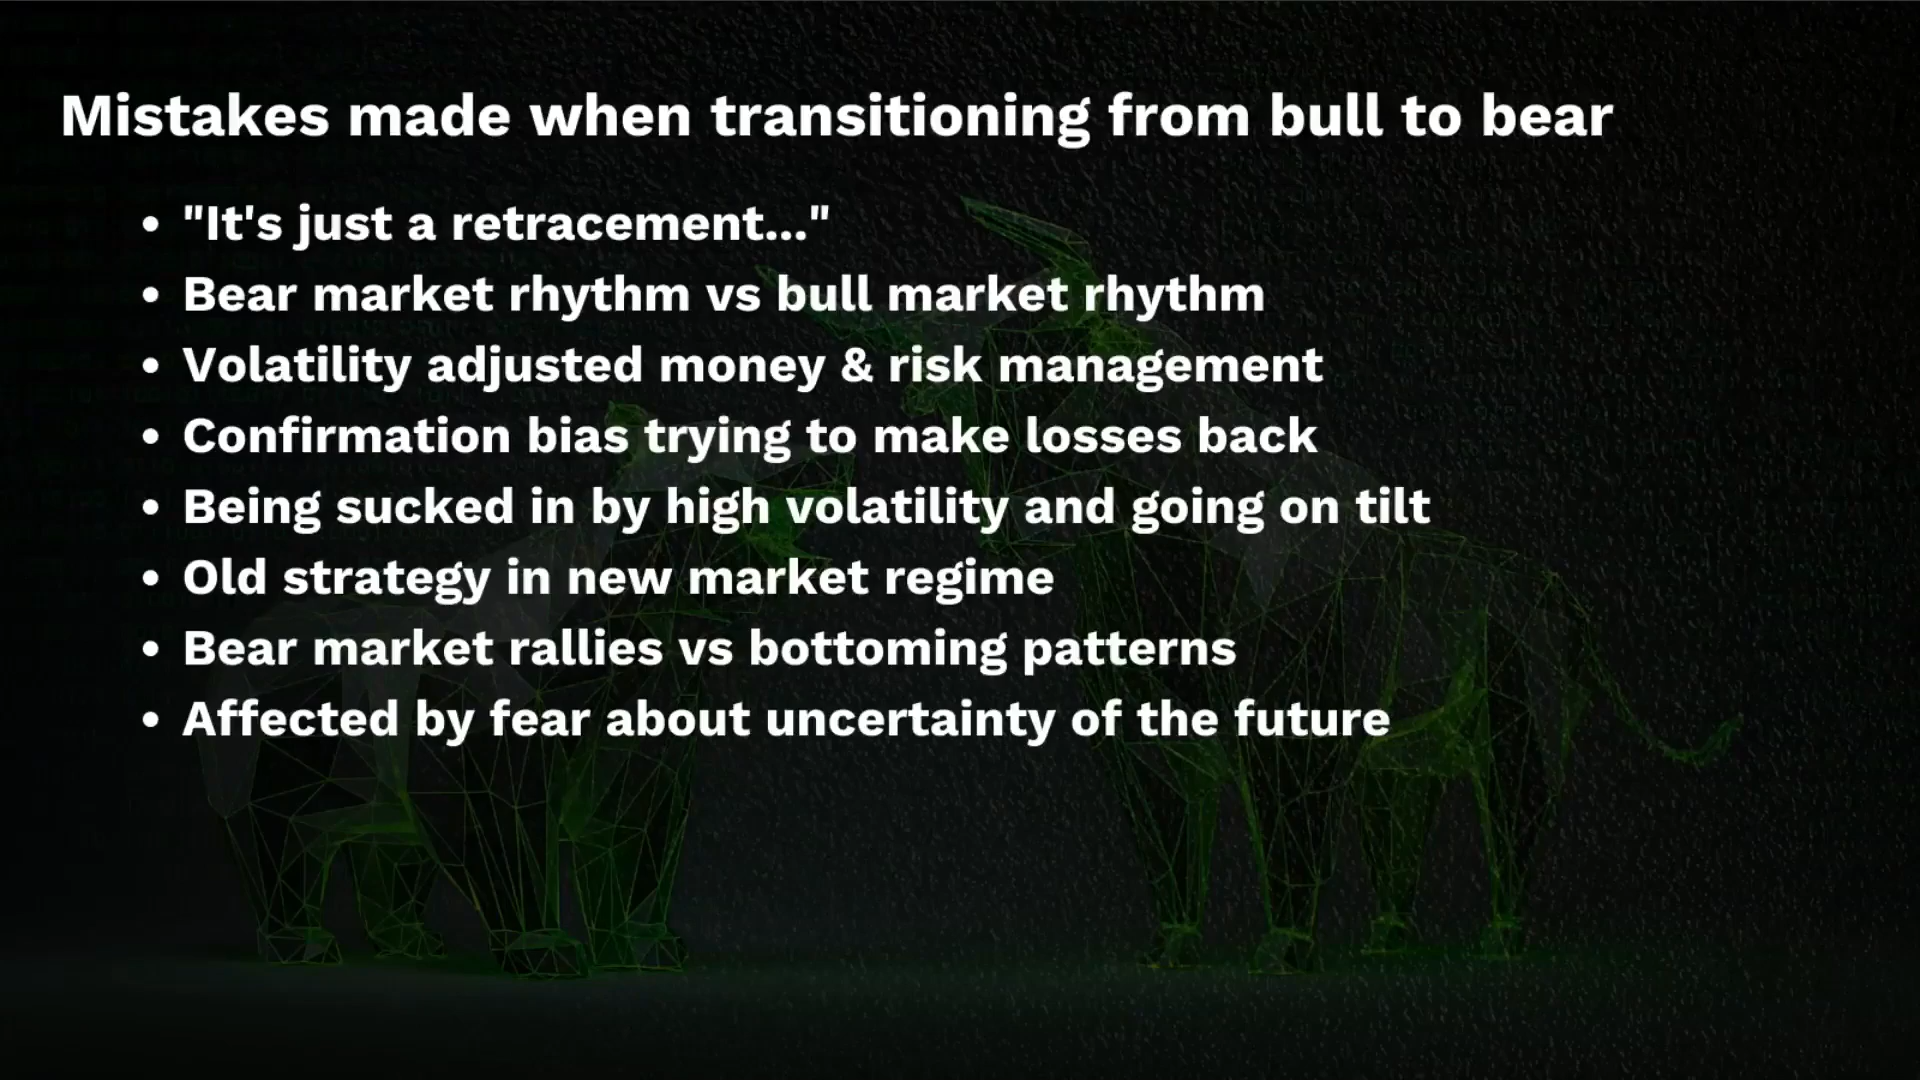 Mistakes made when transitioning from bull to bear
• "It's just a retracement..."
• Bear market rhythm vs bull market rhythm
• Volatility adjusted money & risk management
• Confirmation bias trying to make losses back
• Being sucked in by high volatility and going on tilt
• Old strategy in new market regime
• Bear market rallies vs bottoming patterns
• Affected by fear about uncertainty of the future